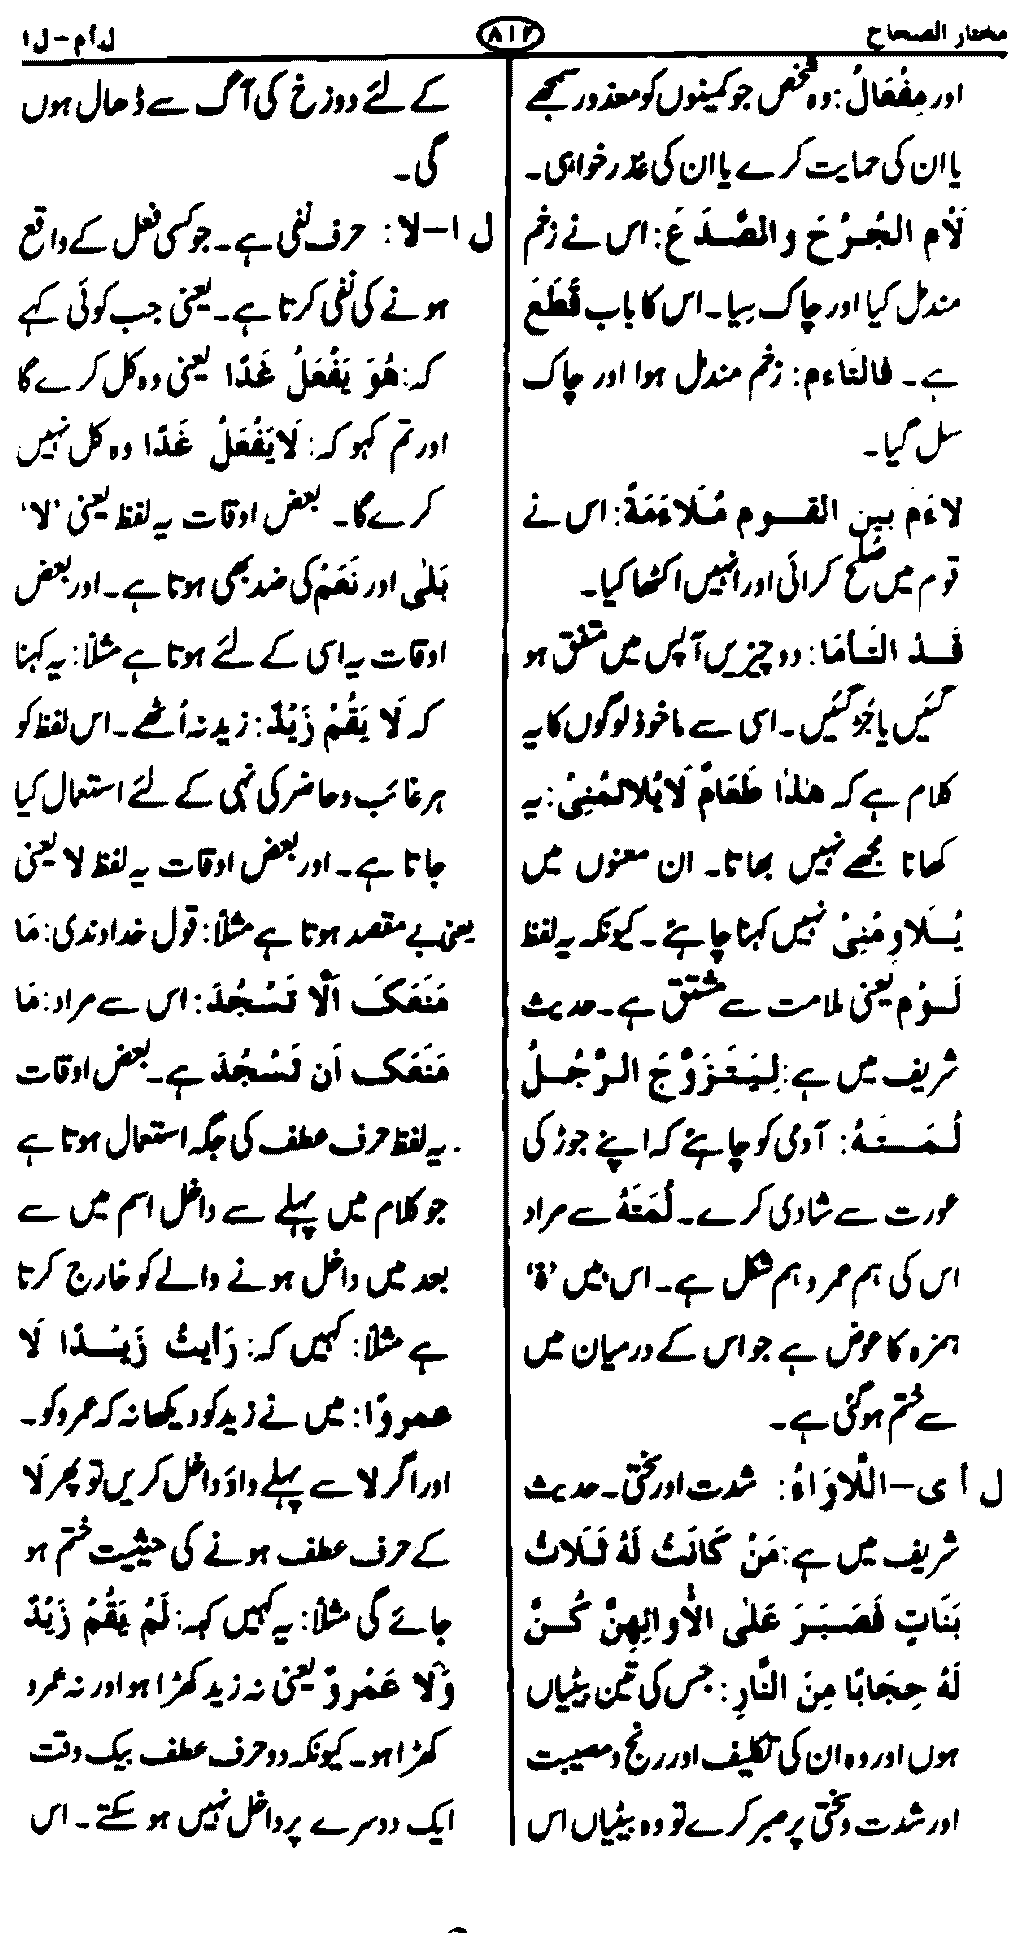 مختار الصحاح
۸۱۲
ل أ م – ل ا
اور مِفْعَالٌ: وہ شخص جو کمینوں کو معذور سمجھے
یا ان کی حمایت کرے یا ان کی عذر خواہی۔
لَأَم الجُرْحَ والصَّدَعَ: اس نے زخم
مندمل کیا اور چاک سِیا۔ اس کا باب قَطَعَ
ہے۔ فالتاءم: زخم مندمل ہوا اور چاک
سل گیا۔
لاءَم بین القوم مُلَاءَمَةً: اس نے
قوم میں صُلح کرائی اور انہیں اکٹھا کیا۔
قَدْ التَأمَا: دو چیزیں آپس میں متفق ہو
گئیں یا جُڑ گئیں۔ اسی سے ماخوذ لوگوں کا یہ
کلام ہے کہ هٰذا طَعَامٌ لَا يُلَائمُنِیْ: یہ
کھانا مجھے نہیں بھاتا۔ ان معنوں میں
يُلَاوِمُنِیْ نہیں کہنا چاہئے۔ کیونکہ یہ لفظ
لَوْم یعنی ملامت سے مشتق ہے۔ حدیث
شریف میں ہے: لِيَتَزَوَّجَ الرَّجُلُ
لُمَتَهُ: آدمی کو چاہئے کہ اپنے جوڑ کی
عورت سے شادی کرے۔ لُمَتَهُ سے مراد
اس کی ہم عمر و ہم شکل ہے۔ اس میں 'ۃ'
ہمزہ کا عوض ہے جو اس کے درمیان میں
سے ختم ہوگئی ہے۔
ل أ ی – اللَّاوَاءُ: شدت اور سختی۔ حدیث
شریف میں ہے: مَنْ كَانَتْ لَهُ ثَلَاثُ
بَنَاتٍ فَصَبَرَ عَلٰى لَأْوَائِهِنَّ كُنَّ
لَهُ حِجَابًا مِنَ النَّارِ: جس کی تین بیٹیاں
ہوں اور وہ ان کی تکلیف اور رنج و مصیبت
اور شدت و سختی پر صبر کرے تو وہ بیٹیاں اس
کے لئے دوزخ کی آگ سے ڈھال ہوں
گی۔
ل ا – لا: حرف نفی ہے۔ جو کسی فعل کے واقع
ہونے کی نفی کرتا ہے۔ یعنی جب کوئی کہے
کہ: هُوَ يَفْعَلُ غَدًا یعنی وہ کل کرے گا
اور تم کہو کہ: لَا يَفْعَلُ غَدًا وہ کل نہیں
کرے گا۔ بعض اوقات یہ لفظ یعنی 'لا'
بَلٰی اور نَعَمْ کی ضد بھی ہوتا ہے۔ اور بعض
اوقات یہ اسی کے لئے ہوتا ہے مثلاً: یہ کہنا
کہ لَا يَقُمْ زَيْدٌ: زید نہ اُٹھے۔ اس لفظ کو
ہر غائب و حاضر کی نہی کے لئے استعمال کیا
جاتا ہے۔ اور بعض اوقات یہ لفظ لا یعنی
یعنی بے مقصد ہوتا ہے مثلاً: قول خداوندی: مَا
مَنَعَكَ اَلَّا تَسْجُدَ: اس سے مراد: مَا
مَنَعَكَ اَن تَسْجُدَ ہے۔ بعض اوقات
یہ لفظ حرف عطف کی جگہ استعمال ہوتا ہے
جو کلام میں پہلے سے داخل اسم میں سے
بعد میں داخل ہونے والے کو خارج کرتا
ہے مثلاً: کہیں کہ: رَأيتُ زَيْدًا لَا
عمروًا: میں نے زید کو دیکھا نہ کہ عمرو کو۔
اور اگر لا سے پہلے واؤ داخل کریں تو پھر لَا
کے حرف عطف ہونے کی حیثیت ختم ہو
جائے گی مثلاً: یہ کہیں کہہ: لَمْ يَقُمْ زَيْدٌ
وَلَا عَمْروٌ یعنی نہ زید کھڑا ہو اور نہ عمرو
کھڑا ہو۔ کیونکہ دو حرف عطف بیک وقت
ایک دوسرے پر داخل نہیں ہو سکتے۔ اس